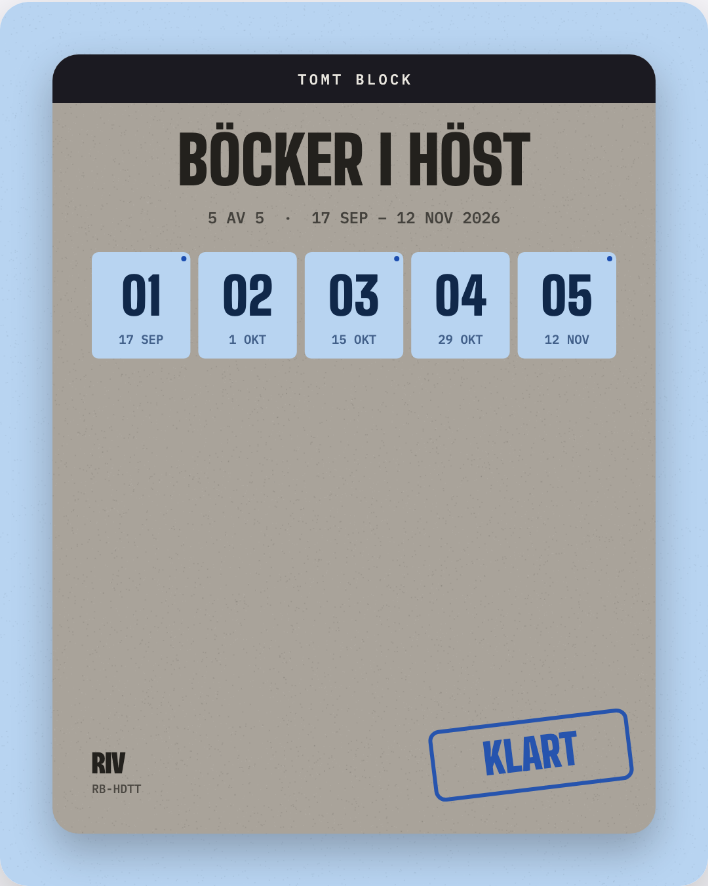 TOMT BLOCK
BÖCKER I HÖST
5 AV 5 · 17 SEP – 12 NOV 2026
01 02 03 04 05
17 SEP 1 OKT 15 OKT 29 OKT 12 NOV
KLART
RIV
RB-HDTT